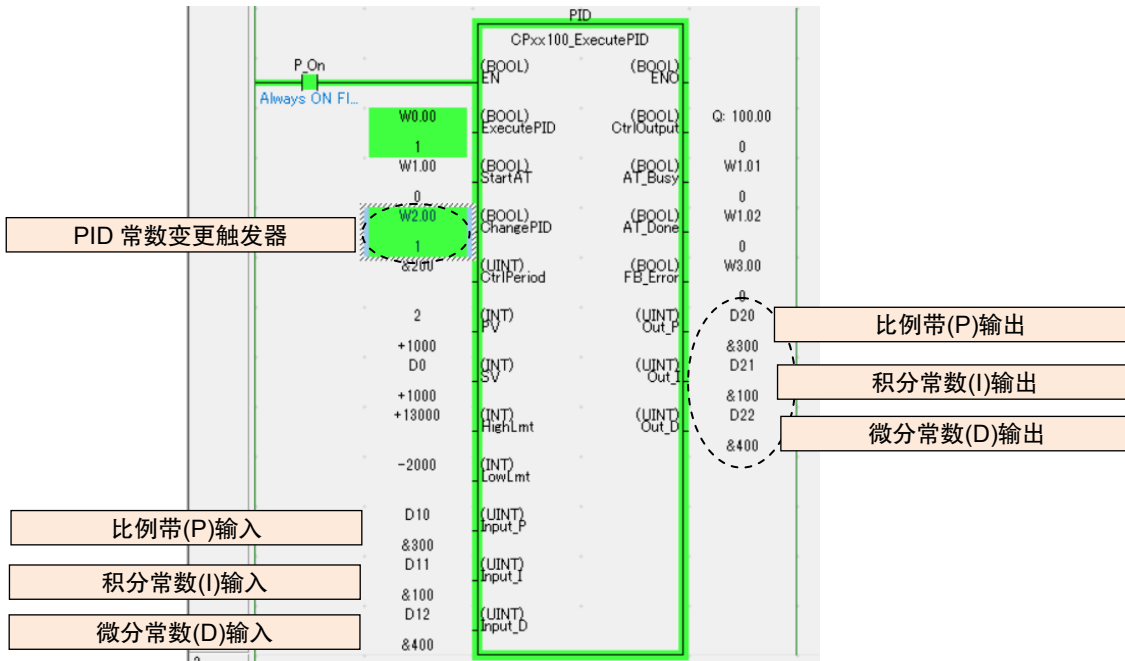 PID
CPxx100_ExecutePID
P_On
(BOOL) EN
(BOOL) ENO
Always ON Fl...
W0.00
1
(BOOL) ExecutePID
(BOOL) CtrlOutput
Q: 100.00
0
W1.00
0
(BOOL) StartAT
(BOOL) AT_Busy
W1.01
0
PID 常数变更触发器
W2.00
1
(BOOL) ChangePID
(BOOL) AT_Done
W1.02
0
&200
(UINT) CtrlPeriod
(BOOL) FB_Error
W3.00
0
2
+1000
(INT) PV
(UINT) Out_P
D20
&300
比例带(P)输出
D0
+1000
(INT) SV
(UINT) Out_I
D21
&100
积分常数(I)输出
+13000
(INT) HighLmt
(UINT) Out_D
D22
&400
微分常数(D)输出
-2000
(INT) LowLmt
比例带(P)输入
D10
&300
(UINT) Input_P
积分常数(I)输入
D11
&100
(UINT) Input_I
微分常数(D)输入
D12
&400
(UINT) Input_D